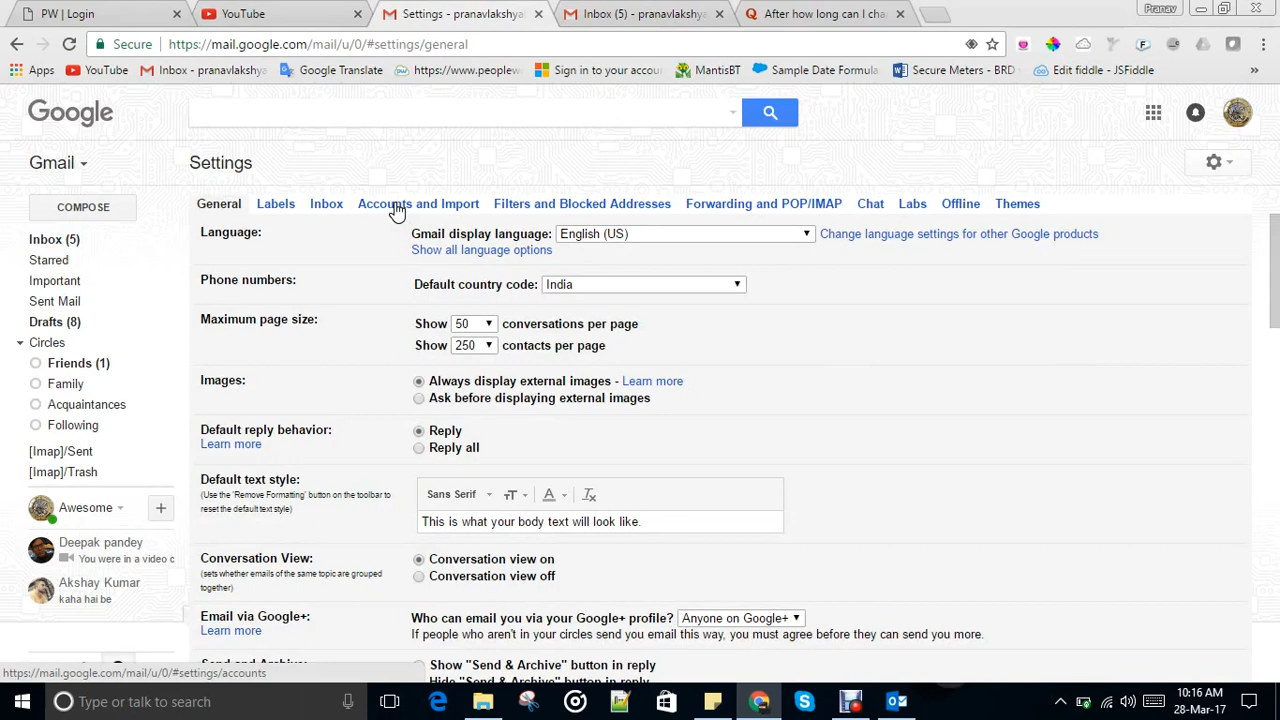 PW | Login
YouTube
Settings - pranavlakshya
Inbox (5) - pranavlakshya
After how long can I cha
Pranav
Secure
https://mail.google.com/mail/u/0/#settings/general
Apps
YouTube
Inbox - pranavlakshy
Google Translate
https://www.peoplew
Sign in to your accou
MantisBT
Sample Date Formula
Secure Meters - BRD
Edit fiddle - JSFiddle
»
Google
Gmail
Settings
COMPOSE
General
Labels
Inbox
Accounts and Import
Filters and Blocked Addresses
Forwarding and POP/IMAP
Chat
Labs
Offline
Themes
Inbox (5)
Starred
Important
Sent Mail
Drafts (8)
Circles
Friends (1)
Family
Acquaintances
Following
[Imap]/Sent
[Imap]/Trash
Awesome
Deepak pandey
You were in a video c
Akshay Kumar
kaha hai be
Language:
Gmail display language: English (US)
Change language settings for other Google products
Show all language options
Phone numbers:
Default country code: India
Maximum page size:
Show 50 conversations per page
Show 250 contacts per page
Images:
Always display external images - Learn more
Ask before displaying external images
Default reply behavior:
Learn more
Reply
Reply all
Default text style:
(Use the 'Remove Formatting' button on the toolbar to
reset the default text style)
Sans Serif
This is what your body text will look like.
Conversation View:
(sets whether emails of the same topic are grouped
together)
Conversation view on
Conversation view off
Email via Google+:
Learn more
Who can email you via your Google+ profile? Anyone on Google+
If people who aren't in your circles send you email this way, you must agree before they can send you more.
Send and Archive:
Show "Send & Archive" button in reply
Hide "Send & Archive" button in reply
https://mail.google.com/mail/u/0/#settings/accounts
Type here or talk to search
10:16 AM
28-Mar-17